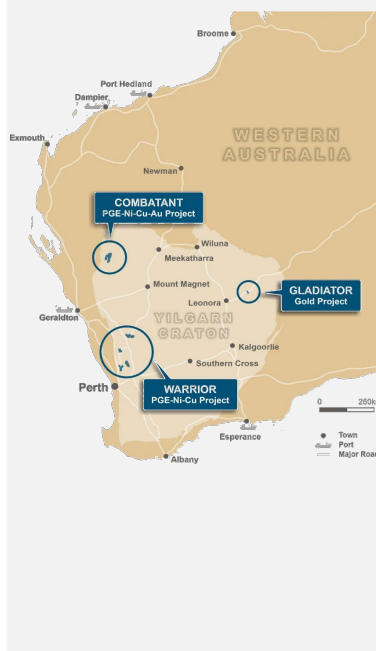 Broome
Port Hedland
Dampier
Exmouth
WESTERN
AUSTRALIA
Newman
COMBATANT
PGE-Ni-Cu-Au Project
Wiluna
Meekatharra
Mount Magnet
GLADIATOR
Gold Project
Leonora
Geraldton
YILGARN
CRATON
Kalgoorlie
Southern Cross
Perth
WARRIOR
PGE-Ni-Cu Project
0 250k
Esperance
Town
Port
Major Roa
Albany